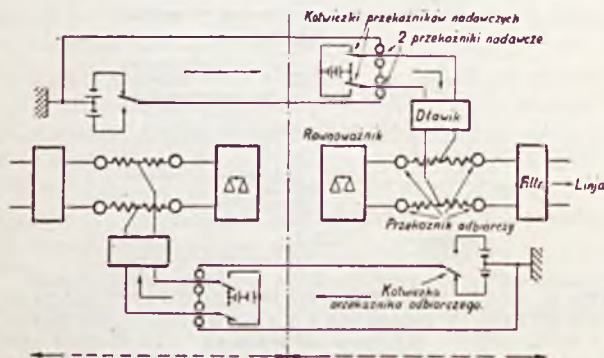 Kotwiczki przekaźników nadawczych
2 przekaźniki nadawcze
Dławik
Równoważnik
Filtr
Linja
Przekaźnik odbiorczy
Kotwiczka
przekaźnika odbiorczego.